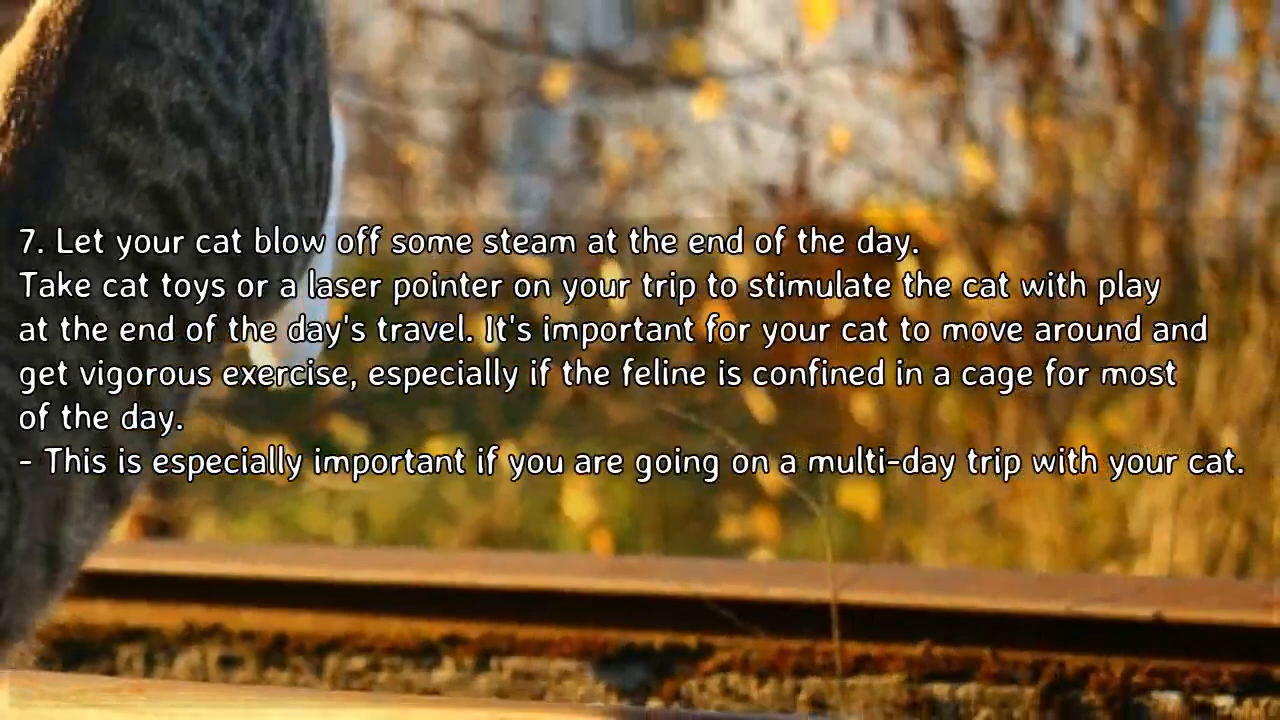 7. Let your cat blow off some steam at the end of the day.
Take cat toys or a laser pointer on your trip to stimulate the cat with play
at the end of the day's travel. It's important for your cat to move around and
get vigorous exercise, especially if the feline is confined in a cage for most
of the day.
- This is especially important if you are going on a multi-day trip with your cat.